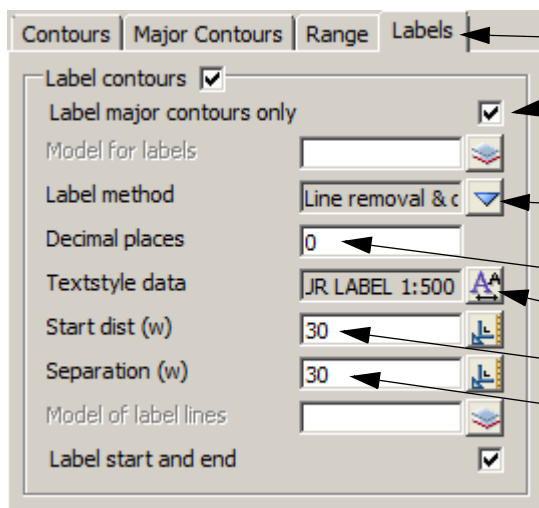 Contours Major Contours Range Labels
Label contours
Label major contours only
Model for labels
Label method Line removal & c
Decimal places 0
Textstyle data JR LABEL 1:500
Start dist (w) 30
Separation (w) 30
Model of label lines
Label start and end